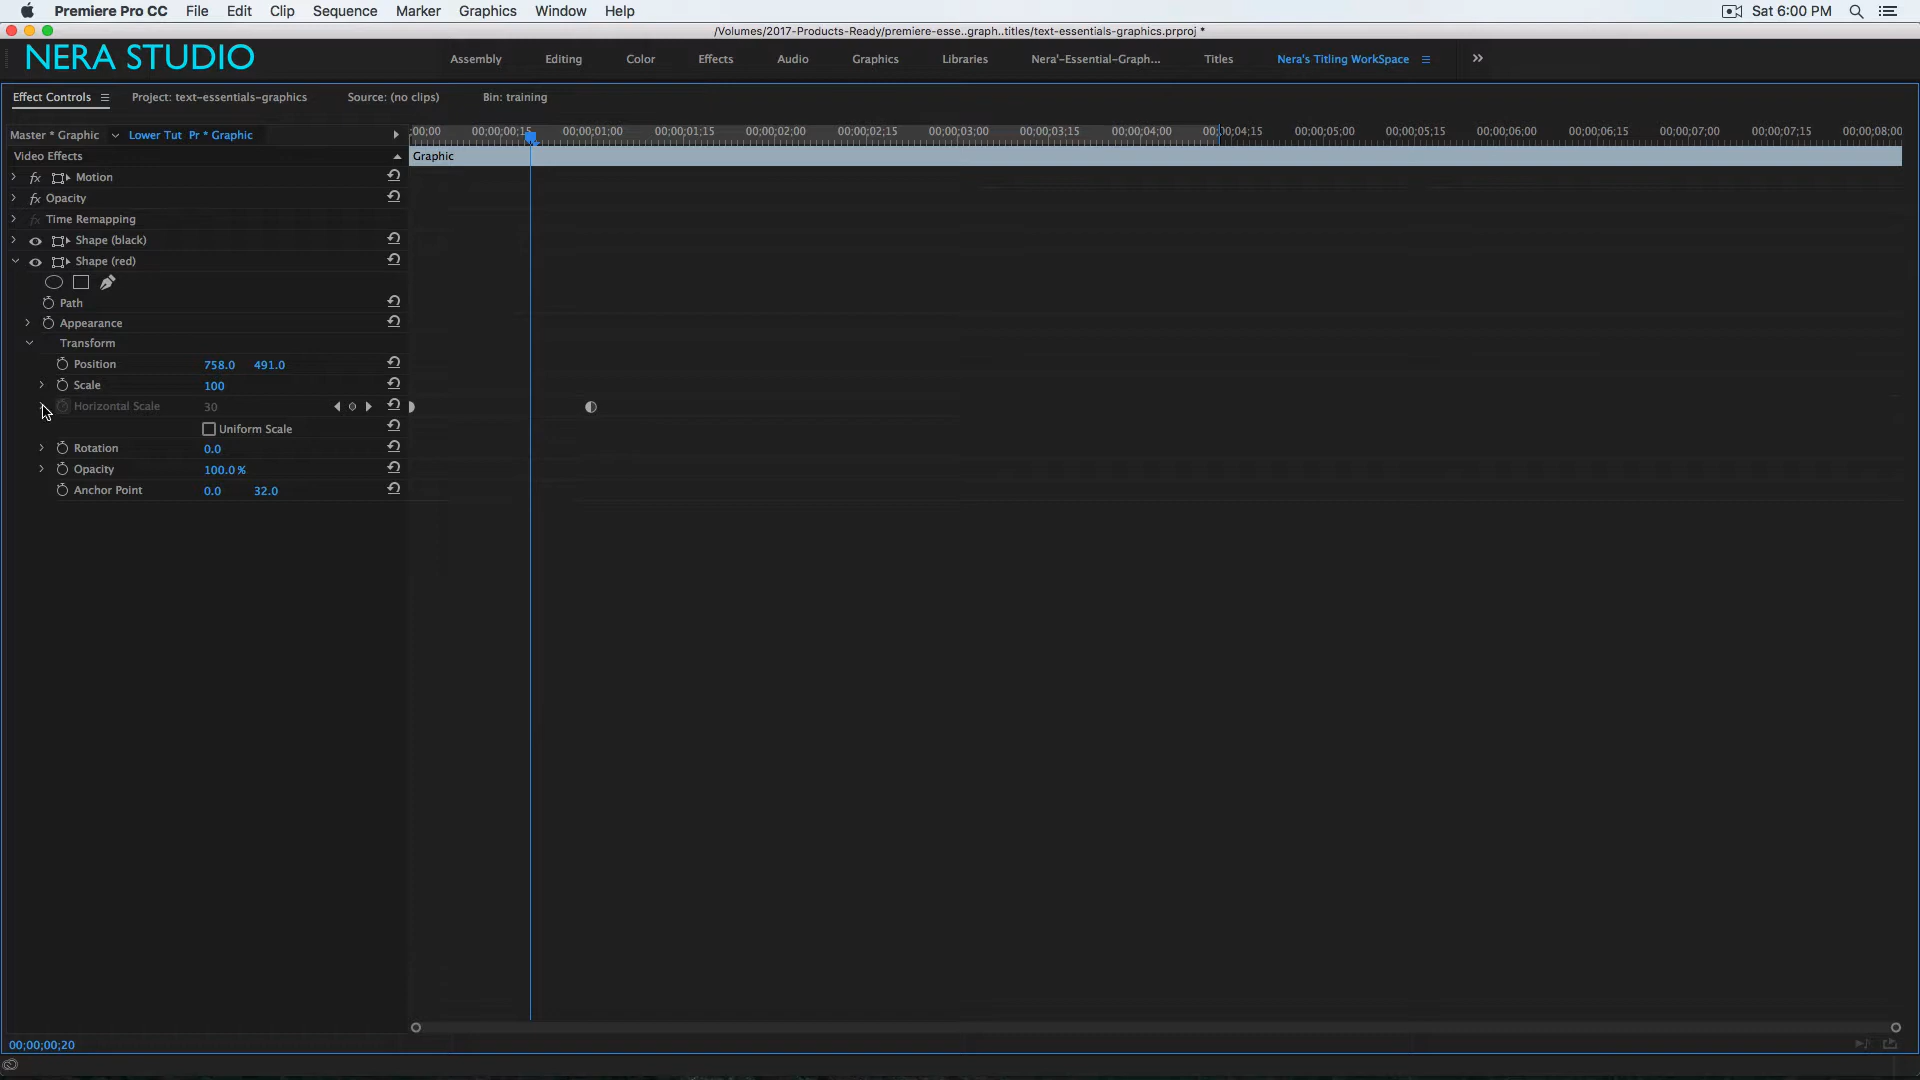 Premiere Pro CC File Edit Clip Sequence Marker Graphics Window Help Sat 6:00 PM
/Volumes/2017-Products-Ready/premiere-esse..graph..titles/text-essentials-graphics.prproj *
NERA STUDIO Assembly Editing Color Effects Audio Graphics Libraries Nera'-Essential-Graph... Titles Nera's Titling WorkSpace
Effect Controls Project: text-essentials-graphics Source: (no clips) Bin: training
Master * Graphic Lower Tut Pr * Graphic ;00;00 00;00;00;15 00;00;01;00 00;00;01;15 00;00;02;00 00;00;02;15 00;00;03;00 00;00;03;15 00;00;04;00 00;00;04;15 00;00;05;00 00;00;05;15 00;00;06;00 00;00;06;15 00;00;07;00 00;00;07;15 00;00;08;00
Video Effects Graphic
fx Motion
fx Opacity
fx Time Remapping
Shape (black)
Shape (red)
Path
Appearance
Transform
Position 758.0 491.0
Scale 100
Horizontal Scale 30
Uniform Scale
Rotation 0.0
Opacity 100.0 %
Anchor Point 0.0 32.0
00;00;00;20